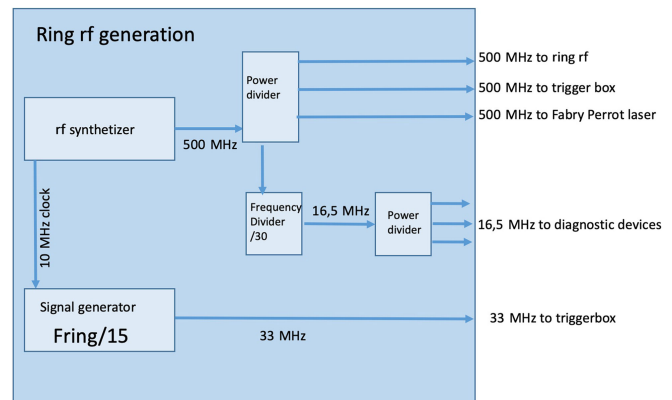 Ring rf generation
500 MHz to ring rf
Power
divider
500 MHz to trigger box
500 MHz to Fabry Perrot laser
rf synthetizer
500 MHz
10 MHz clock
Frequency
Divider
/30
16,5 MHz
Power
divider
16,5 MHz to diagnostic devices
Signal generator
Fring/15
33 MHz
33 MHz to triggerbox